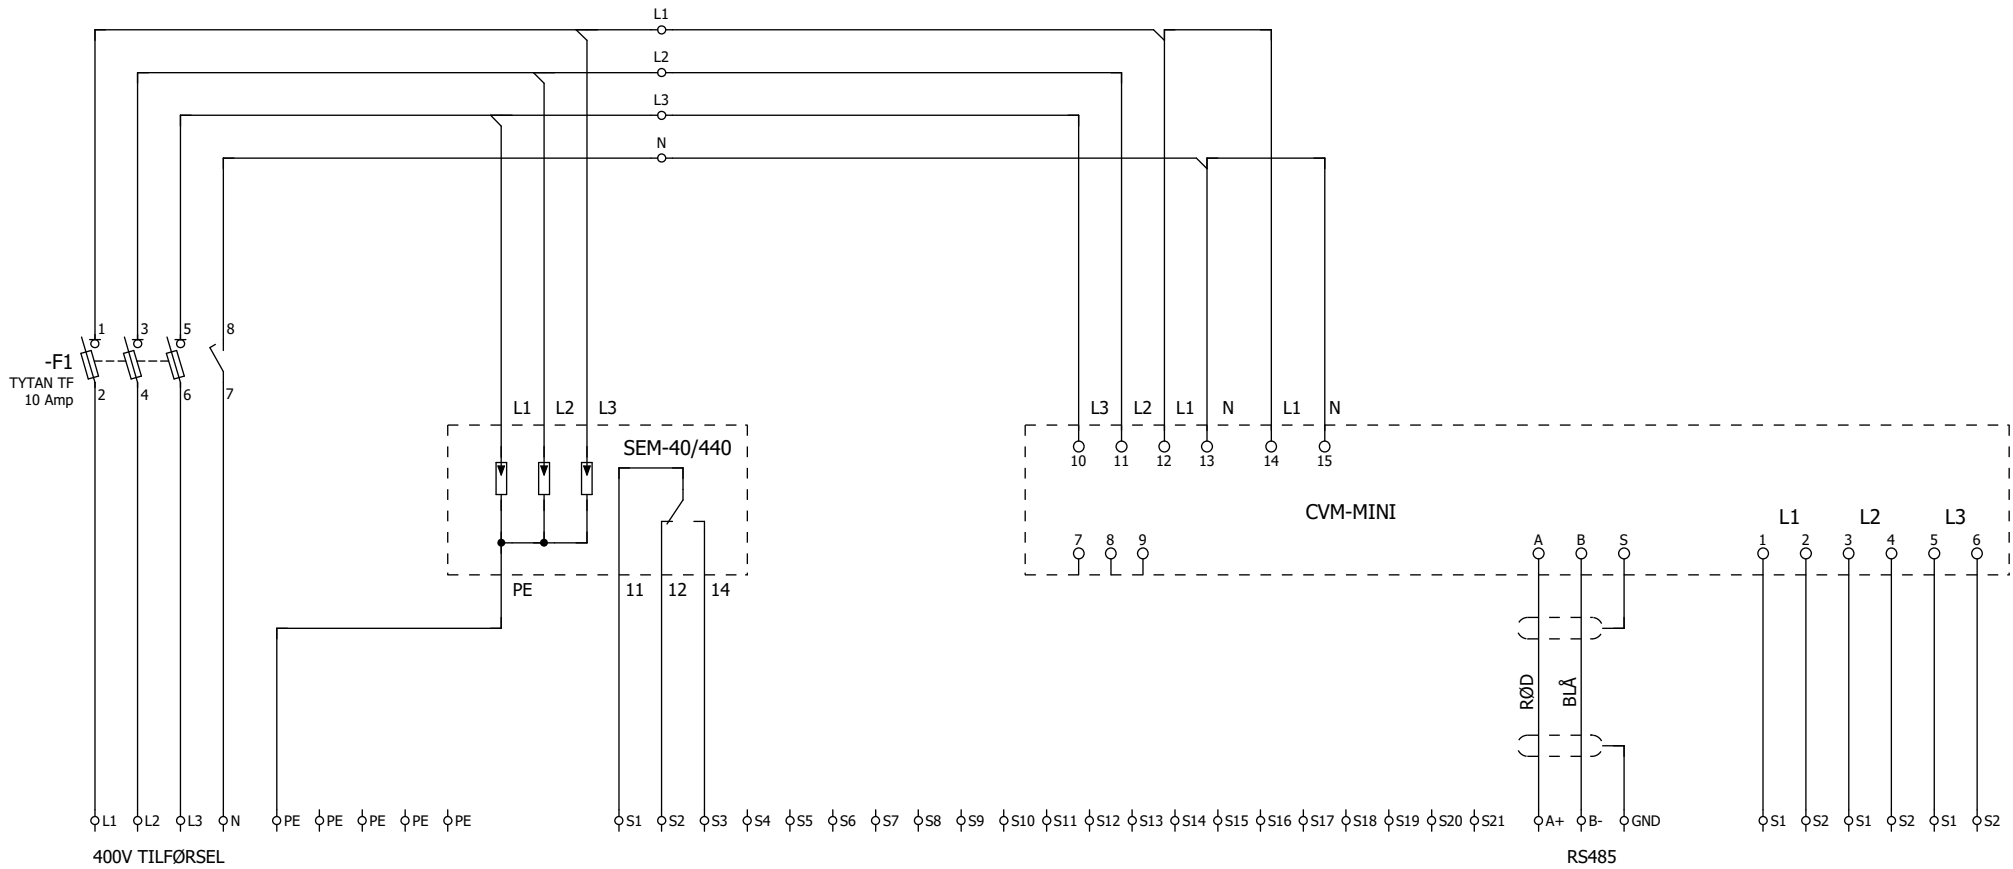 L1
L2
L3
N
1 3 5 8
-F1
TYTAN TF
10 Amp
2 4 6 7
L1 L2 L3
SEM-40/440
PE 11 12 14
L3 L2 L1 N L1 N
10 11 12 13 14 15
CVM-MINI
L1 L2 L3
7 8 9 A B S 1 2 3 4 5 6
RØD BLÅ
L1 L2 L3 N PE PE PE PE PE S1 S2 S3 S4 S5 S6 S7 S8 S9 S10 S11 S12 S13 S14 S15 S16 S17 S18 S19 S20 S21 A+ B- GND S1 S2 S1 S2 S1 S2
400V TILFØRSEL RS485